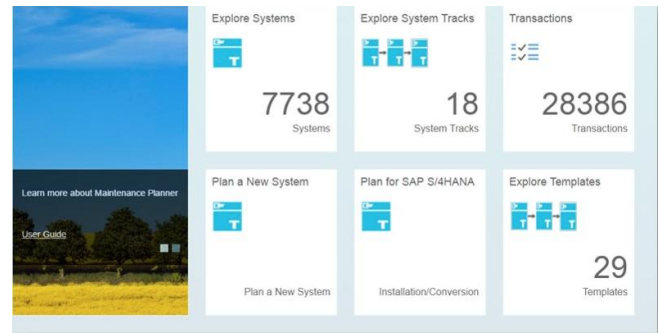 Explore Systems
7738
Systems
Explore System Tracks
18
System Tracks
Transactions
28386
Transactions
Learn more about Maintenance Planner
User Guide
Plan a New System
Plan a New System
Plan for SAP S/4HANA
Installation/Conversion
Explore Templates
29
Templates